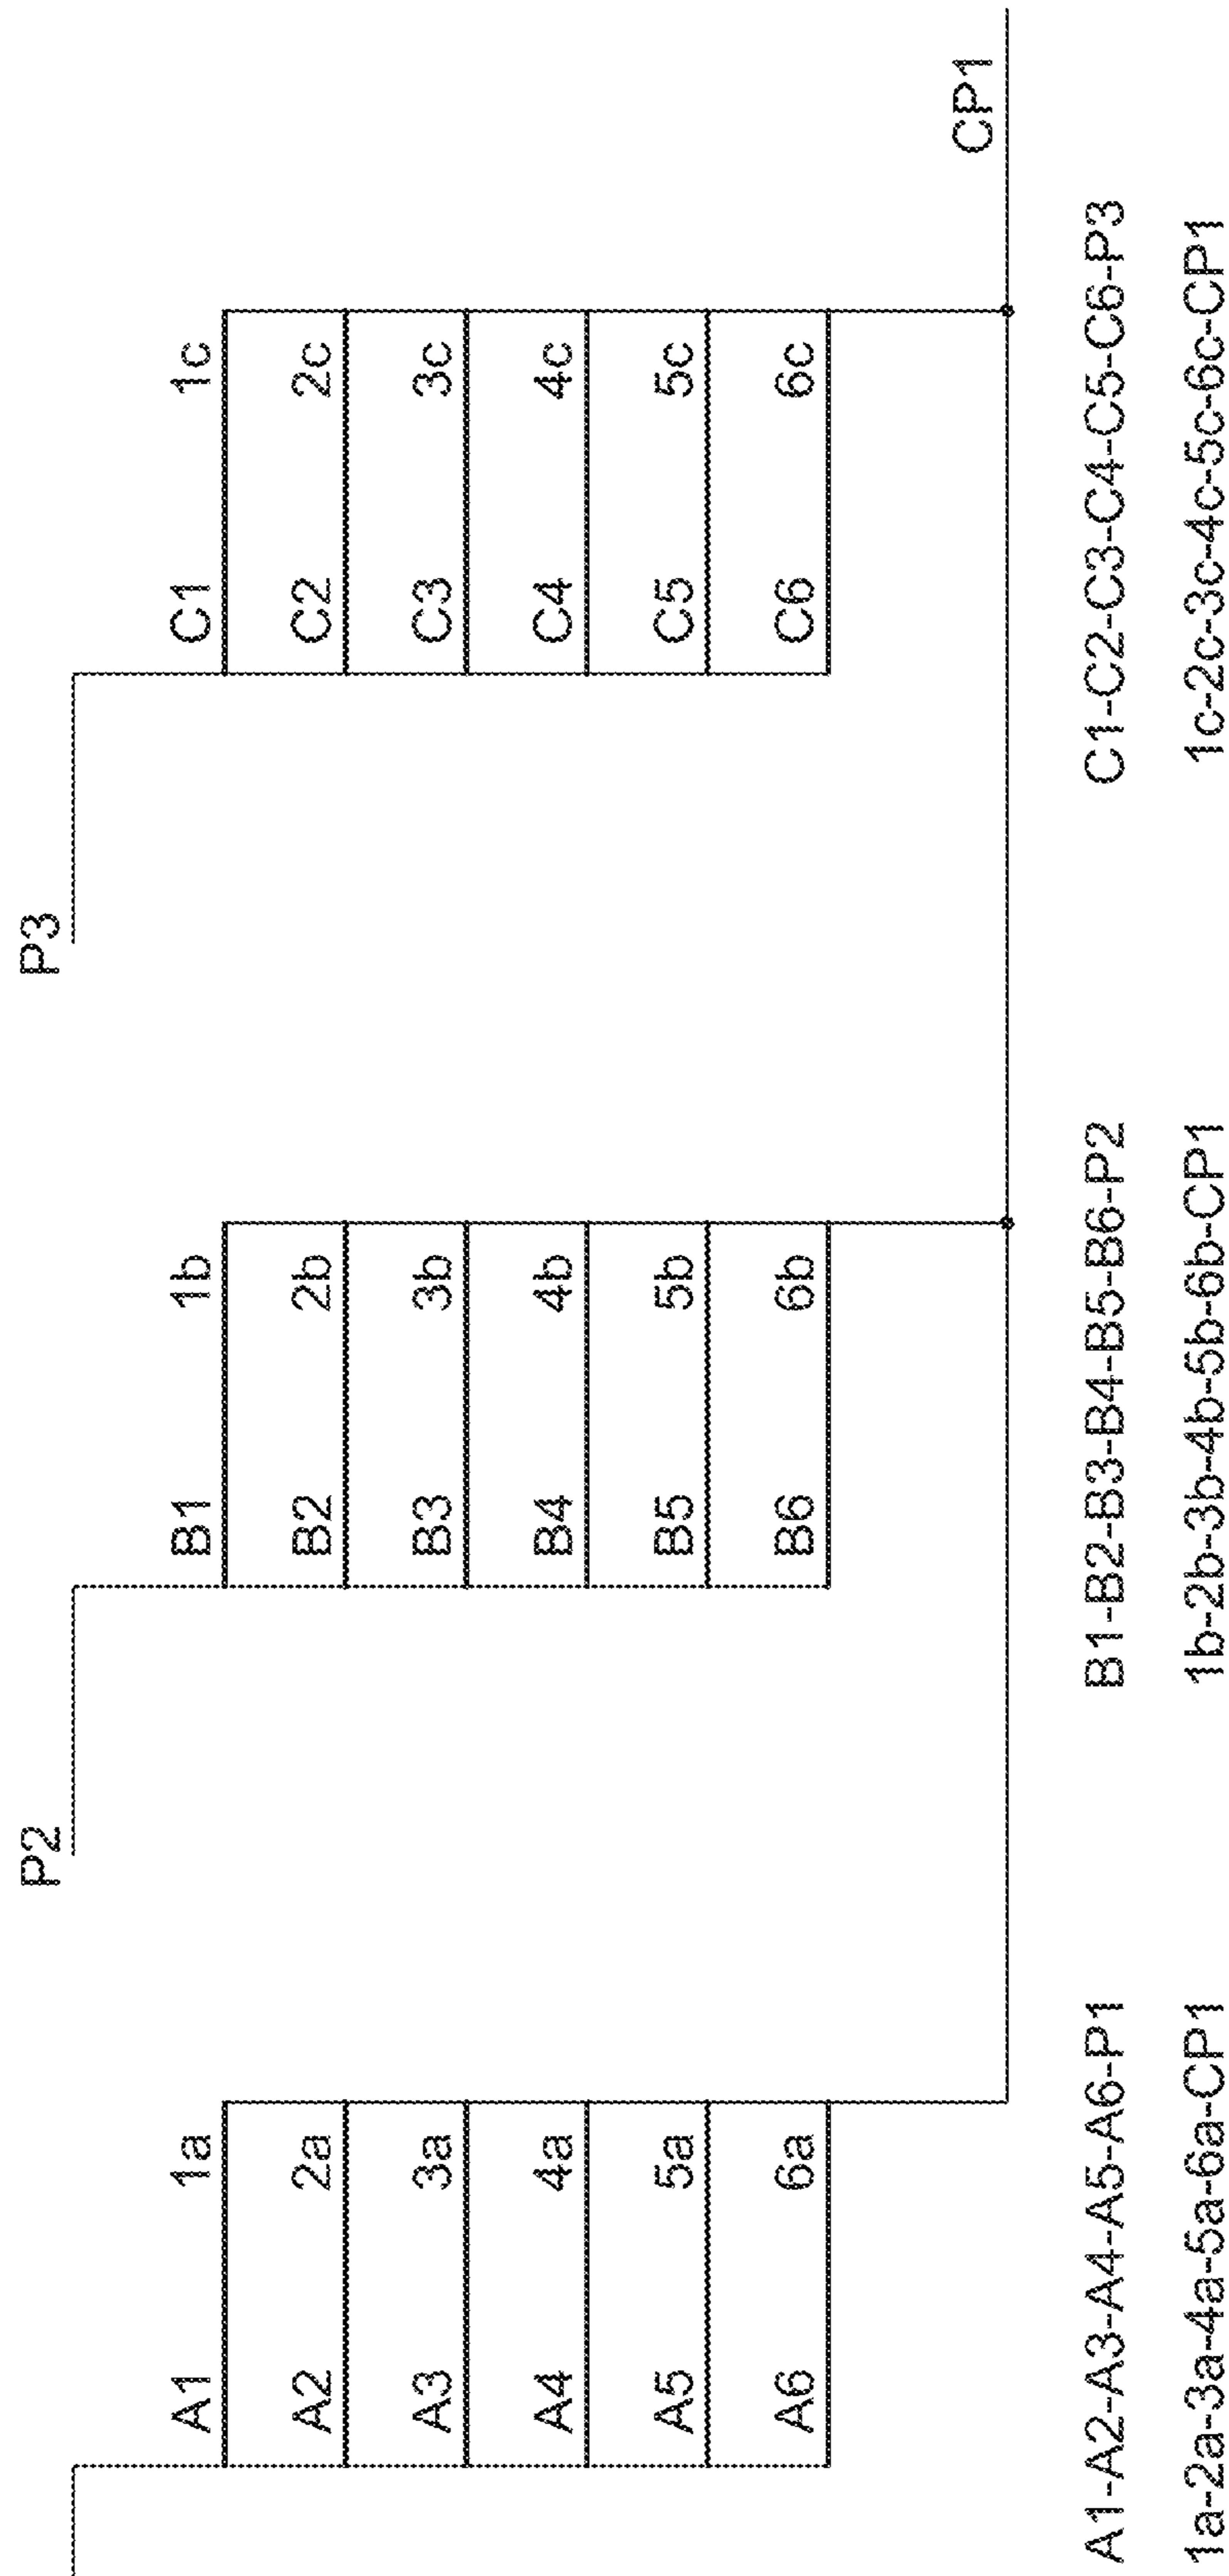 P2
P3
A1 1a
B1 1b
C1 1c
A2 2a
B2 2b
C2 2c
A3 3a
B3 3b
C3 3c
A4 4a
B4 4b
C4 4c
A5 5a
B5 5b
C5 5c
A6 6a
B6 6b
C6 6c
CP1
A1-A2-A3-A4-A5-A6-P1
B1-B2-B3-B4-B5-B6-P2
C1-C2-C3-C4-C5-C6-P3
1a-2a-3a-4a-5a-6a-CP1
1b-2b-3b-4b-5b-6b-CP1
1c-2c-3c-4c-5c-6c-CP1